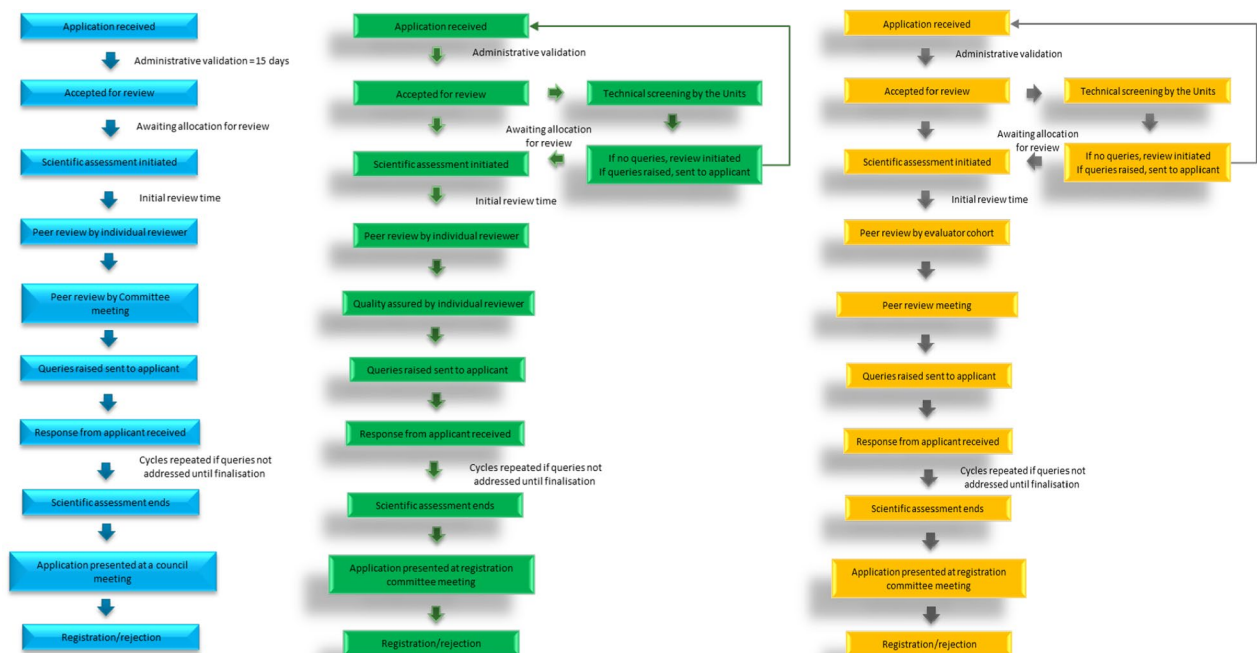 Application received
Administrative validation = 15 days
Accepted for review
Awaiting allocation for review
Scientific assessment initiated
Initial review time
Peer review by individual reviewer
Peer review by Committee
meeting
Queries raised sent to applicant
Response from applicant received
Cycles repeated if queries not
addressed until finalisation
Scientific assessment ends
Application presented at a council
meeting
Registration/rejection
Application received
Administrative validation
Accepted for review
Technical screening by the Units
Awaiting allocation
for review
If no queries, review initiated
If queries raised, sent to applicant
Scientific assessment initiated
Initial review time
Peer review by individual reviewer
Quality assured by individual reviewer
Queries raised sent to applicant
Response from applicant received
Cycles repeated if queries not
addressed until finalisation
Scientific assessment ends
Application presented at registration
committee meeting
Registration/rejection
Application received
Administrative validation
Accepted for review
Technical screening by the Units
Awaiting allocation
for review
If no queries, review initiated
If queries raised, sent to applicant
Scientific assessment initiated
Initial review time
Peer review by evaluator cohort
Peer review meeting
Queries raised sent to applicant
Response from applicant received
Cycles repeated if queries not
addressed until finalisation
Scientific assessment ends
Application presented at registration
committee meeting
Registration/rejection